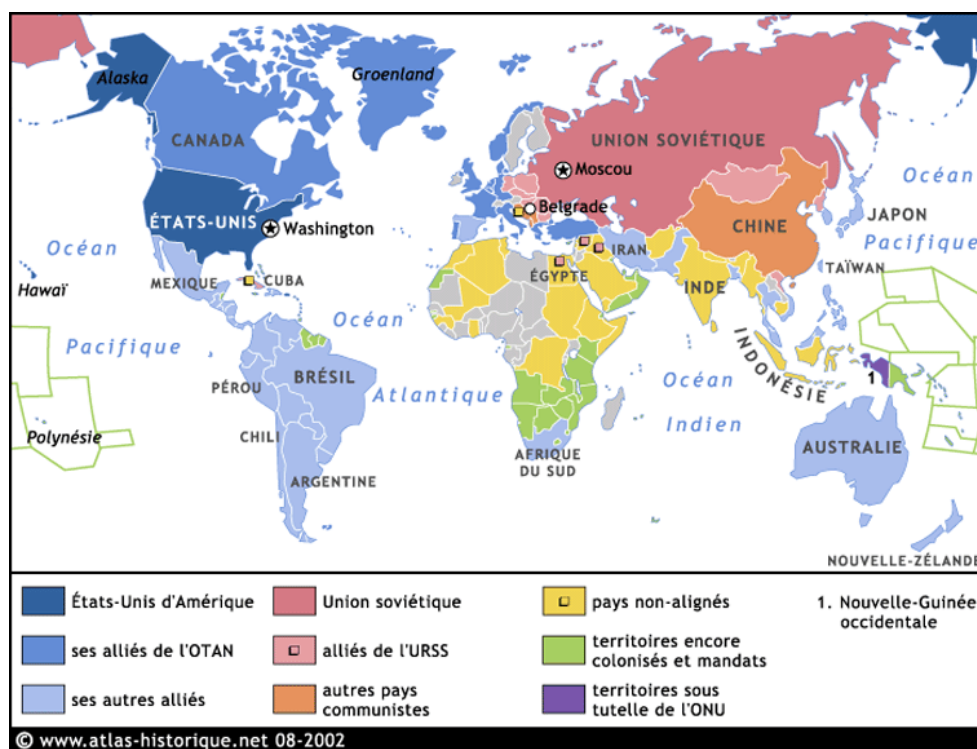 Alaska
Groenland
CANADA
UNION SOVIÉTIQUE
Moscou
Océan
ÉTATS-UNIS
Washington
Belgrade
CHINE
JAPON
Pacifique
Océan
Hawaï
MEXIQUE
CUBA
ÉGYPTE
IRAN
INDE
TAÏWAN
Océan
Pacifique
Atlantique
PÉROU
BRÉSIL
INDONÉSIE
1
Océan
Indien
Polynésie
CHILI
ARGENTINE
AFRIQUE
DU SUD
AUSTRALIE
NOUVELLE-ZÉLANDE
États-Unis d'Amérique
ses alliés de l'OTAN
ses autres alliés
Union soviétique
alliés de l'URSS
autres pays
communistes
pays non-alignés
territoires encore
colonisés et mandats
territoires sous
tutelle de l'ONU
1. Nouvelle-Guinée
occidentale
© www.atlas-historique.net 08-2002